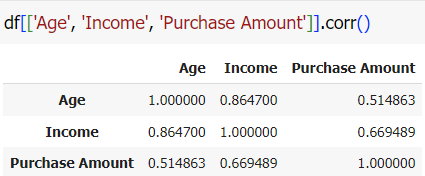 df[['Age', 'Income', 'Purchase Amount']].corr()
Age Income Purchase Amount
Age 1.000000 0.864700 0.514863
Income 0.864700 1.000000 0.669489
Purchase Amount 0.514863 0.669489 1.000000